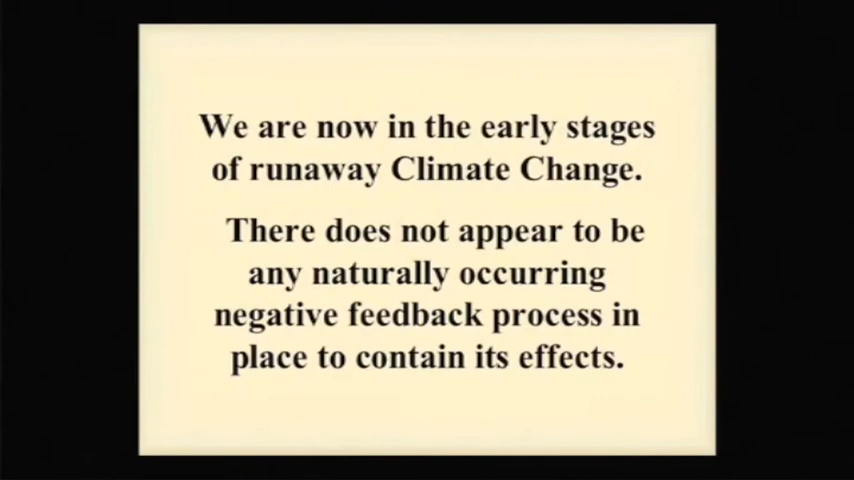 We are now in the early stages
of runaway Climate Change.
There does not appear to be
any naturally occurring
negative feedback process in
place to contain its effects.